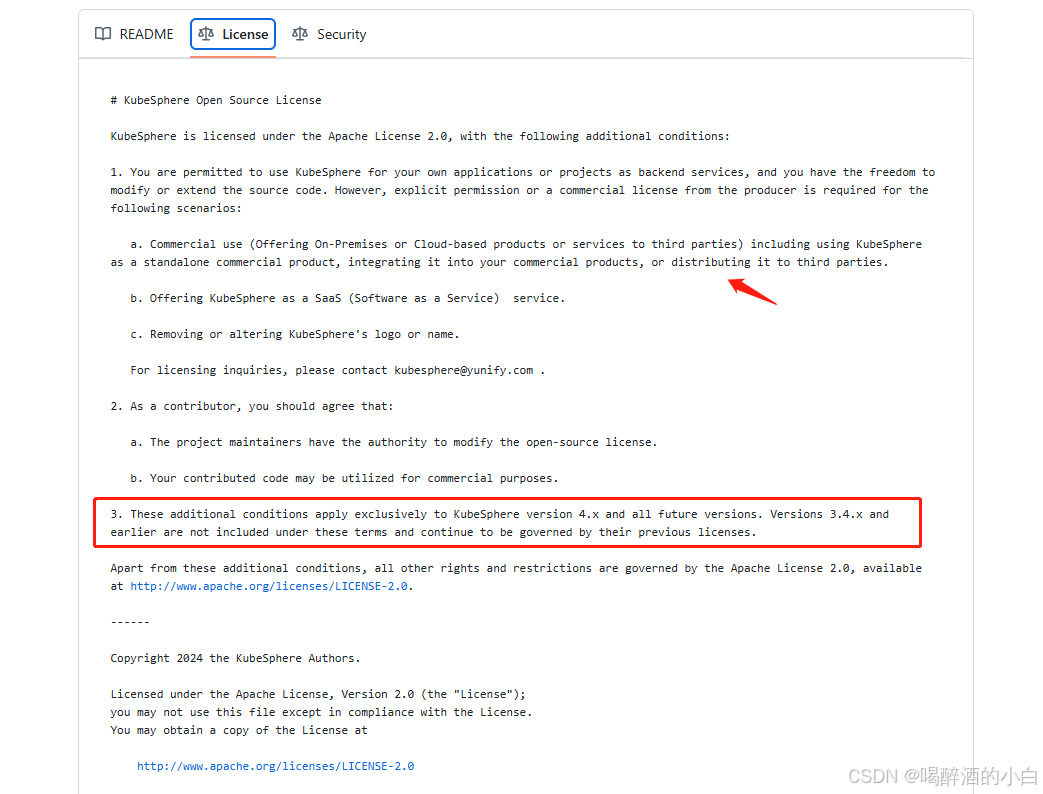 README License Security
# KubeSphere Open Source License
KubeSphere is licensed under the Apache License 2.0, with the following additional conditions:
1. You are permitted to use KubeSphere for your own applications or projects as backend services, and you have the freedom to
modify or extend the source code. However, explicit permission or a commercial license from the producer is required for the
following scenarios:
a. Commercial use (Offering On-Premises or Cloud-based products or services to third parties) including using KubeSphere
as a standalone commercial product, integrating it into your commercial products, or distributing it to third parties.
b. Offering KubeSphere as a SaaS (Software as a Service)  service.
c. Removing or altering KubeSphere's logo or name.
For licensing inquiries, please contact kubesphere@yunify.com .
2. As a contributor, you should agree that:
a. The project maintainers have the authority to modify the open-source license.
b. Your contributed code may be utilized for commercial purposes.
3. These additional conditions apply exclusively to KubeSphere version 4.x and all future versions. Versions 3.4.x and
earlier are not included under these terms and continue to be governed by their previous licenses.
Apart from these additional conditions, all other rights and restrictions are governed by the Apache License 2.0, available
at http://www.apache.org/licenses/LICENSE-2.0.
------
Copyright 2024 the KubeSphere Authors.
Licensed under the Apache License, Version 2.0 (the "License");
you may not use this file except in compliance with the License.
You may obtain a copy of the License at
http://www.apache.org/licenses/LICENSE-2.0
CSDN @喝醉酒的小白